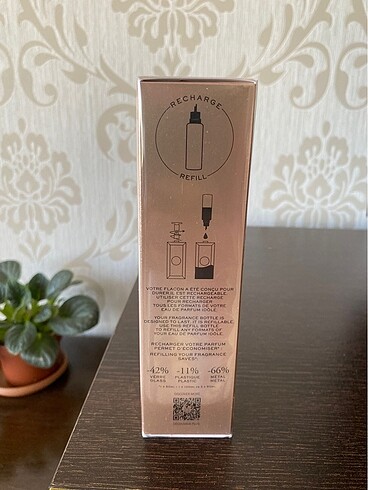 RECHARGE
REFILL
VOTRE FLACON A ÉTÉ CONÇU POUR
DURER IL EST RECHARGEABLE.
UTILISER CETTE RECHARGE
POUR RECHARGER
TOUS LES FORMATS DE VOTRE
EAU DE PARFUM IDÔLE.
YOUR FRAGRANCE BOTTLE IS
DESIGNED TO LAST. IT IS REFILLABLE.
USE THIS REFILL BOTTLE
TO REFILL ANY FORMATS OF
YOUR EAU DE PARFUM IDÔLE.
RECHARGER VOTRE PARFUM
PERMET D'ÉCONOMISER*.
REFILLING YOUR FRAGRANCE
SAVES*.
-42% -11% -66%
VERRE PLASTIQUE MÉTAL
GLASS PLASTIC METAL